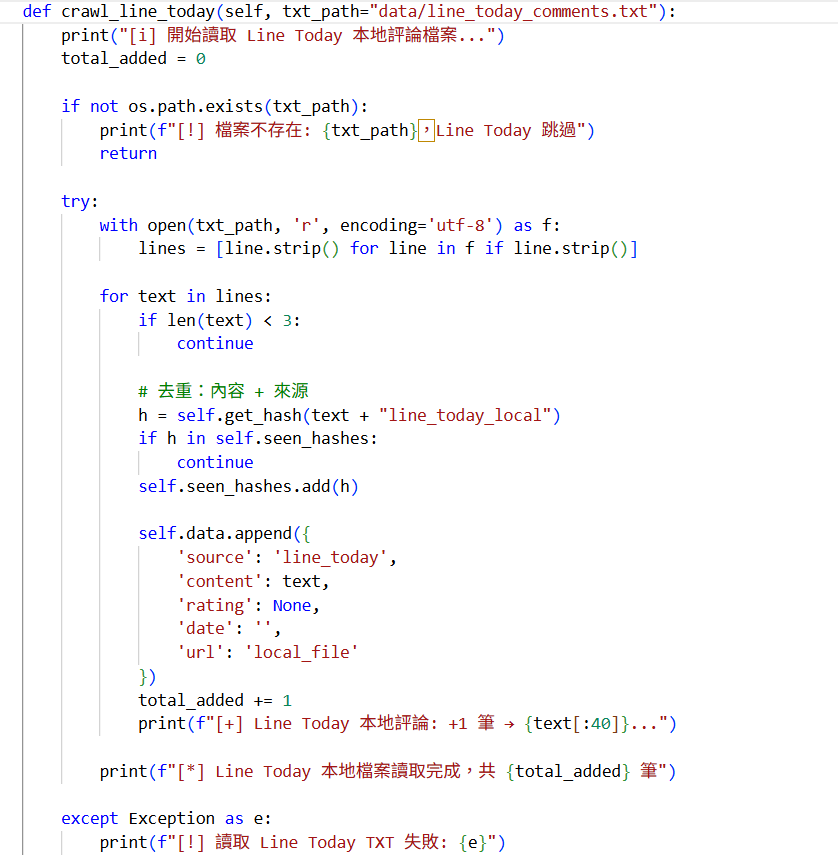 def crawl_line_today(self, txt_path="data/line_today_comments.txt"):
    print("[i] 開始讀取 Line Today 本地評論檔案...")
    total_added = 0
    if not os.path.exists(txt_path):
        print(f"[!] 檔案不存在: {txt_path},Line Today 跳過")
        return
    try:
        with open(txt_path, 'r', encoding='utf-8') as f:
            lines = [line.strip() for line in f if line.strip()]
        for text in lines:
            if len(text) < 3:
                continue
            # 去重：內容 + 來源
            h = self.get_hash(text + "line_today_local")
            if h in self.seen_hashes:
                continue
            self.seen_hashes.add(h)
            self.data.append({
                'source': 'line_today',
                'content': text,
                'rating': None,
                'date': '',
                'url': 'local_file'
            })
            total_added += 1
            print(f"[+] Line Today 本地評論: +1 筆 → {text[:40]}...")
        print(f"[*] Line Today 本地檔案讀取完成，共 {total_added} 筆")
    except Exception as e:
        print(f"[!] 讀取 Line Today TXT 失敗: {e}")